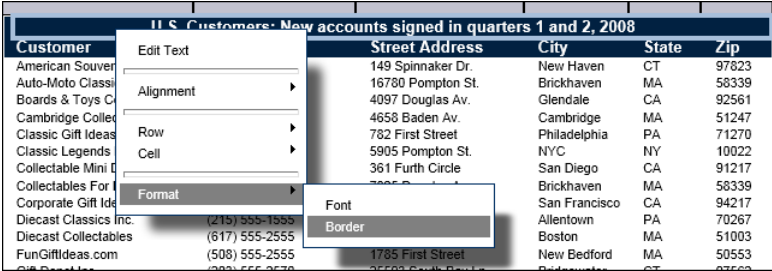 U.S. Customers: New accounts signed in quarters 1 and 2, 2008
Customer Street Address City State Zip
American Souven 149 Spinnaker Dr. New Haven CT 97823
Auto-Moto Classi 16780 Pompton St. Brickhaven MA 58339
Boards & Toys C 4097 Douglas Av. Glendale CA 92561
Cambridge Collec 4658 Baden Av. Cambridge MA 51247
Classic Gift Ideas 782 First Street Philadelphia PA 71270
Classic Legends 5905 Pompton St. NYC NY 10022
Collectable Mini 361 Furth Circle San Diego CA 91217
Collectables For Brickhaven MA 58339
Corporate Gift Ide San Francisco CA 94217
Diecast Classics Inc. (215) 555-1555 Allentown PA 70267
Diecast Collectables (617) 555-2555 Boston MA 51003
FunGiftIdeas.com (508) 555-2555 1785 First Street New Bedford MA 50553
Edit Text
Alignment
Row
Cell
Format
Font
Border